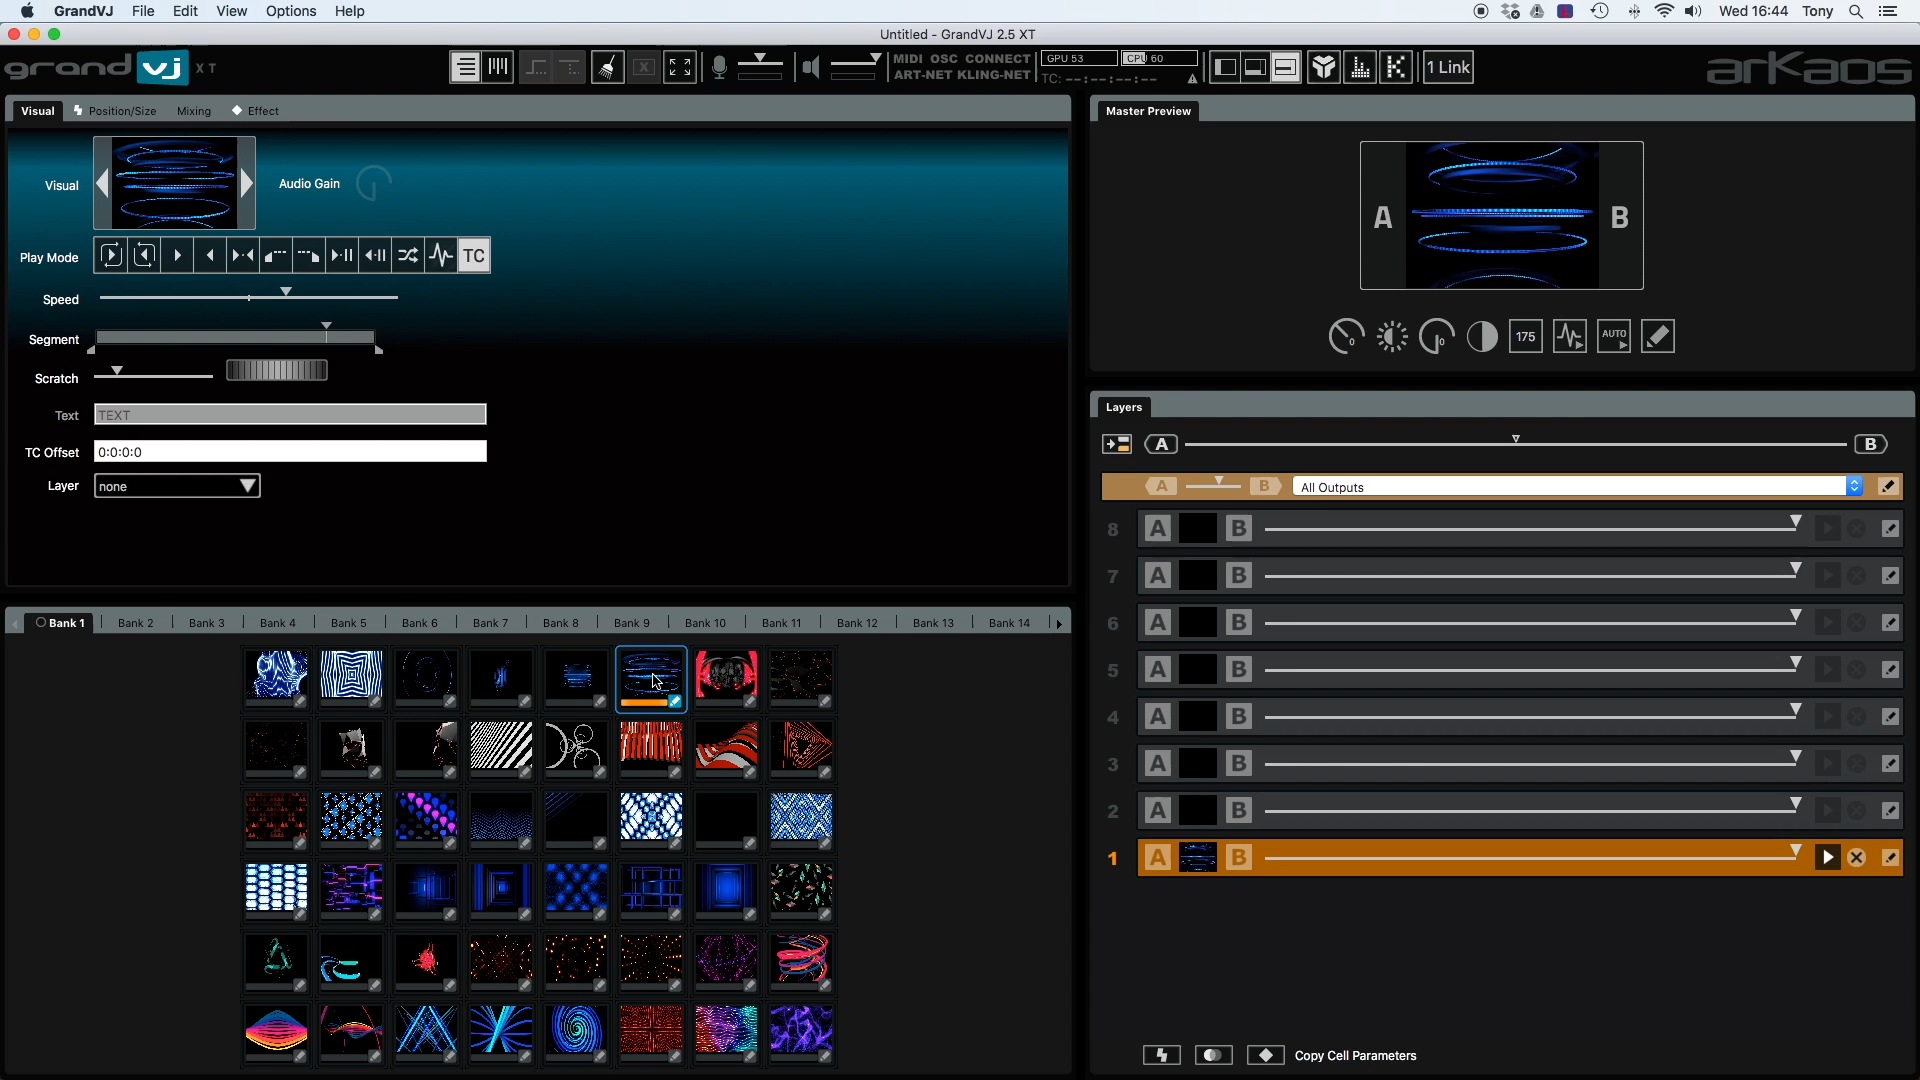 GrandVJ File Edit View Options Help
Wed 16:44 Tony
Untitled - GrandVJ 2.5 XT
grand vj XT
MIDI OSC CONNECT
ART-NET KLING-NET
GPU 53 CPU 60
TC: --:--:--:--
1 Link
arKaos
Visual Position/Size Mixing Effect
Visual
Audio Gain
Play Mode
TC
Speed
Segment
Scratch
Text TEXT
TC Offset 0:0:0:0
Layer none
Master Preview
A B
0 0 175 AUTO
Layers
A B
A B All Outputs
8 A B
7 A B
6 A B
5 A B
4 A B
3 A B
2 A B
1 A B
Copy Cell Parameters
Bank 1 Bank 2 Bank 3 Bank 4 Bank 5 Bank 6 Bank 7 Bank 8 Bank 9 Bank 10 Bank 11 Bank 12 Bank 13 Bank 14